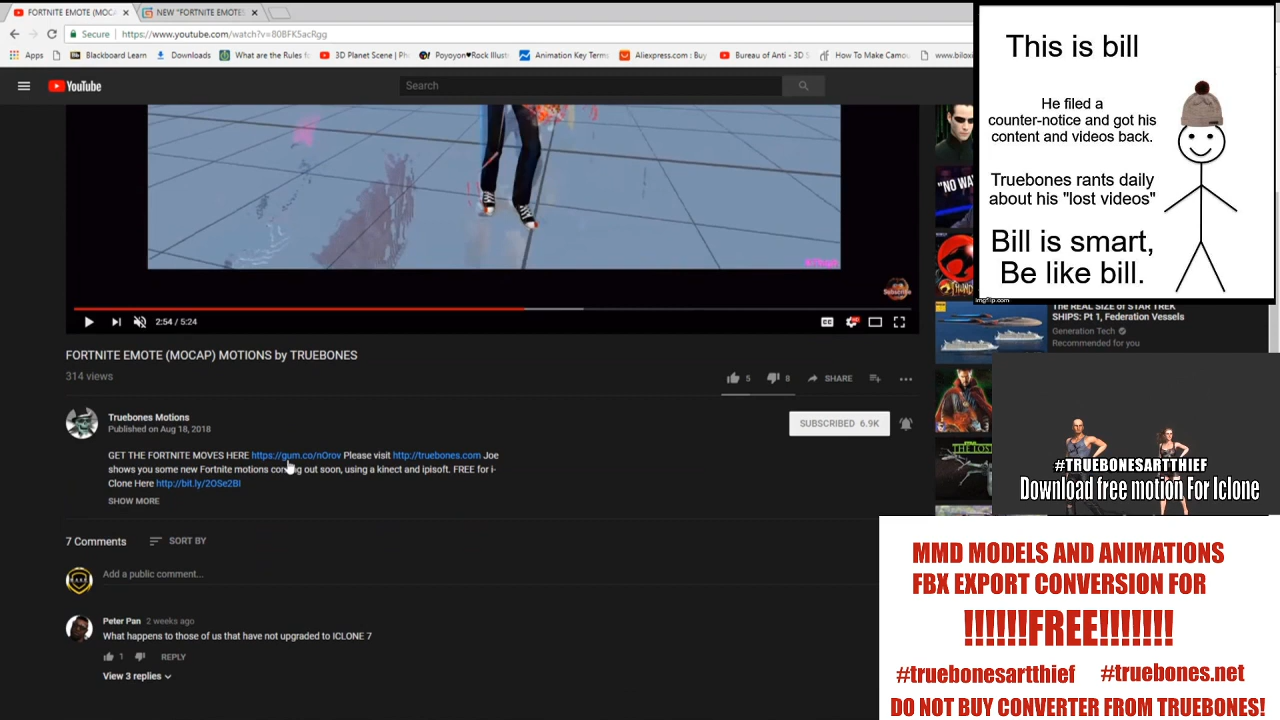 FORTNITE EMOTE (MOCA
NEW "FORTNITE EMOTES
Secure
https://www.youtube.com/watch?v=80BFK5acRgg
Apps
Blackboard Learn
Downloads
What are the Rules f
3D Planet Scene | Ph
Poyoyon♥Rock Illust
Animation Key Terms
Aliexpress.com : Buy
Bureau of Anti - 3D S
How To Make Camo
www.biloxi
YouTube
Search
This is bill
He filed a
counter-notice and got his
content and videos back.
Truebones rants daily
about his "lost videos"
Bill is smart,
Be like bill.
imgflip.com
"NO WA
Subscribe
2:54 / 5:24
The REAL SIZE of STAR TREK
SHIPS: Pt 1, Federation Vessels
Generation Tech
Recommended for you
FORTNITE EMOTE (MOCAP) MOTIONS by TRUEBONES
314 views
5
8
SHARE
Truebones Motions
Published on Aug 18, 2018
SUBSCRIBED 6.9K
GET THE FORTNITE MOVES HERE https://gum.co/nOrov Please visit http://truebones.com Joe
shows you some new Fortnite motions coming out soon, using a kinect and ipisoft. FREE for i-
Clone Here http://bit.ly/2OSe2BI
SHOW MORE
THE LOS
#TRUEBONESARTTHIEF
Download free motion For Iclone
7 Comments
SORT BY
Add a public comment...
Peter Pan 2 weeks ago
What happens to those of us that have not upgraded to ICLONE 7
1
REPLY
View 3 replies
MMD MODELS AND ANIMATIONS
FBX EXPORT CONVERSION FOR
!!!!!!FREE!!!!!!!
#truebonesartthief #truebones.net
DO NOT BUY CONVERTER FROM TRUEBONES!